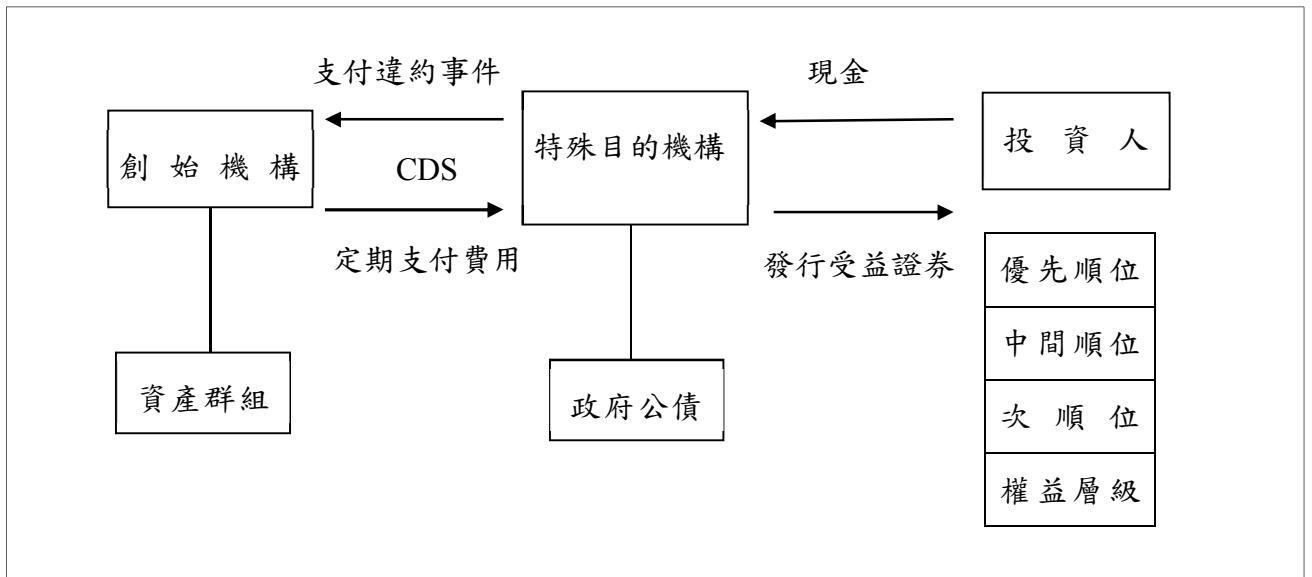 支付違約事件
現金
創始機構
特殊目的機構
投資人
CDS
定期支付費用
發行受益證券
優先順位
中間順位
次順位
權益層級
資產群組
政府公債